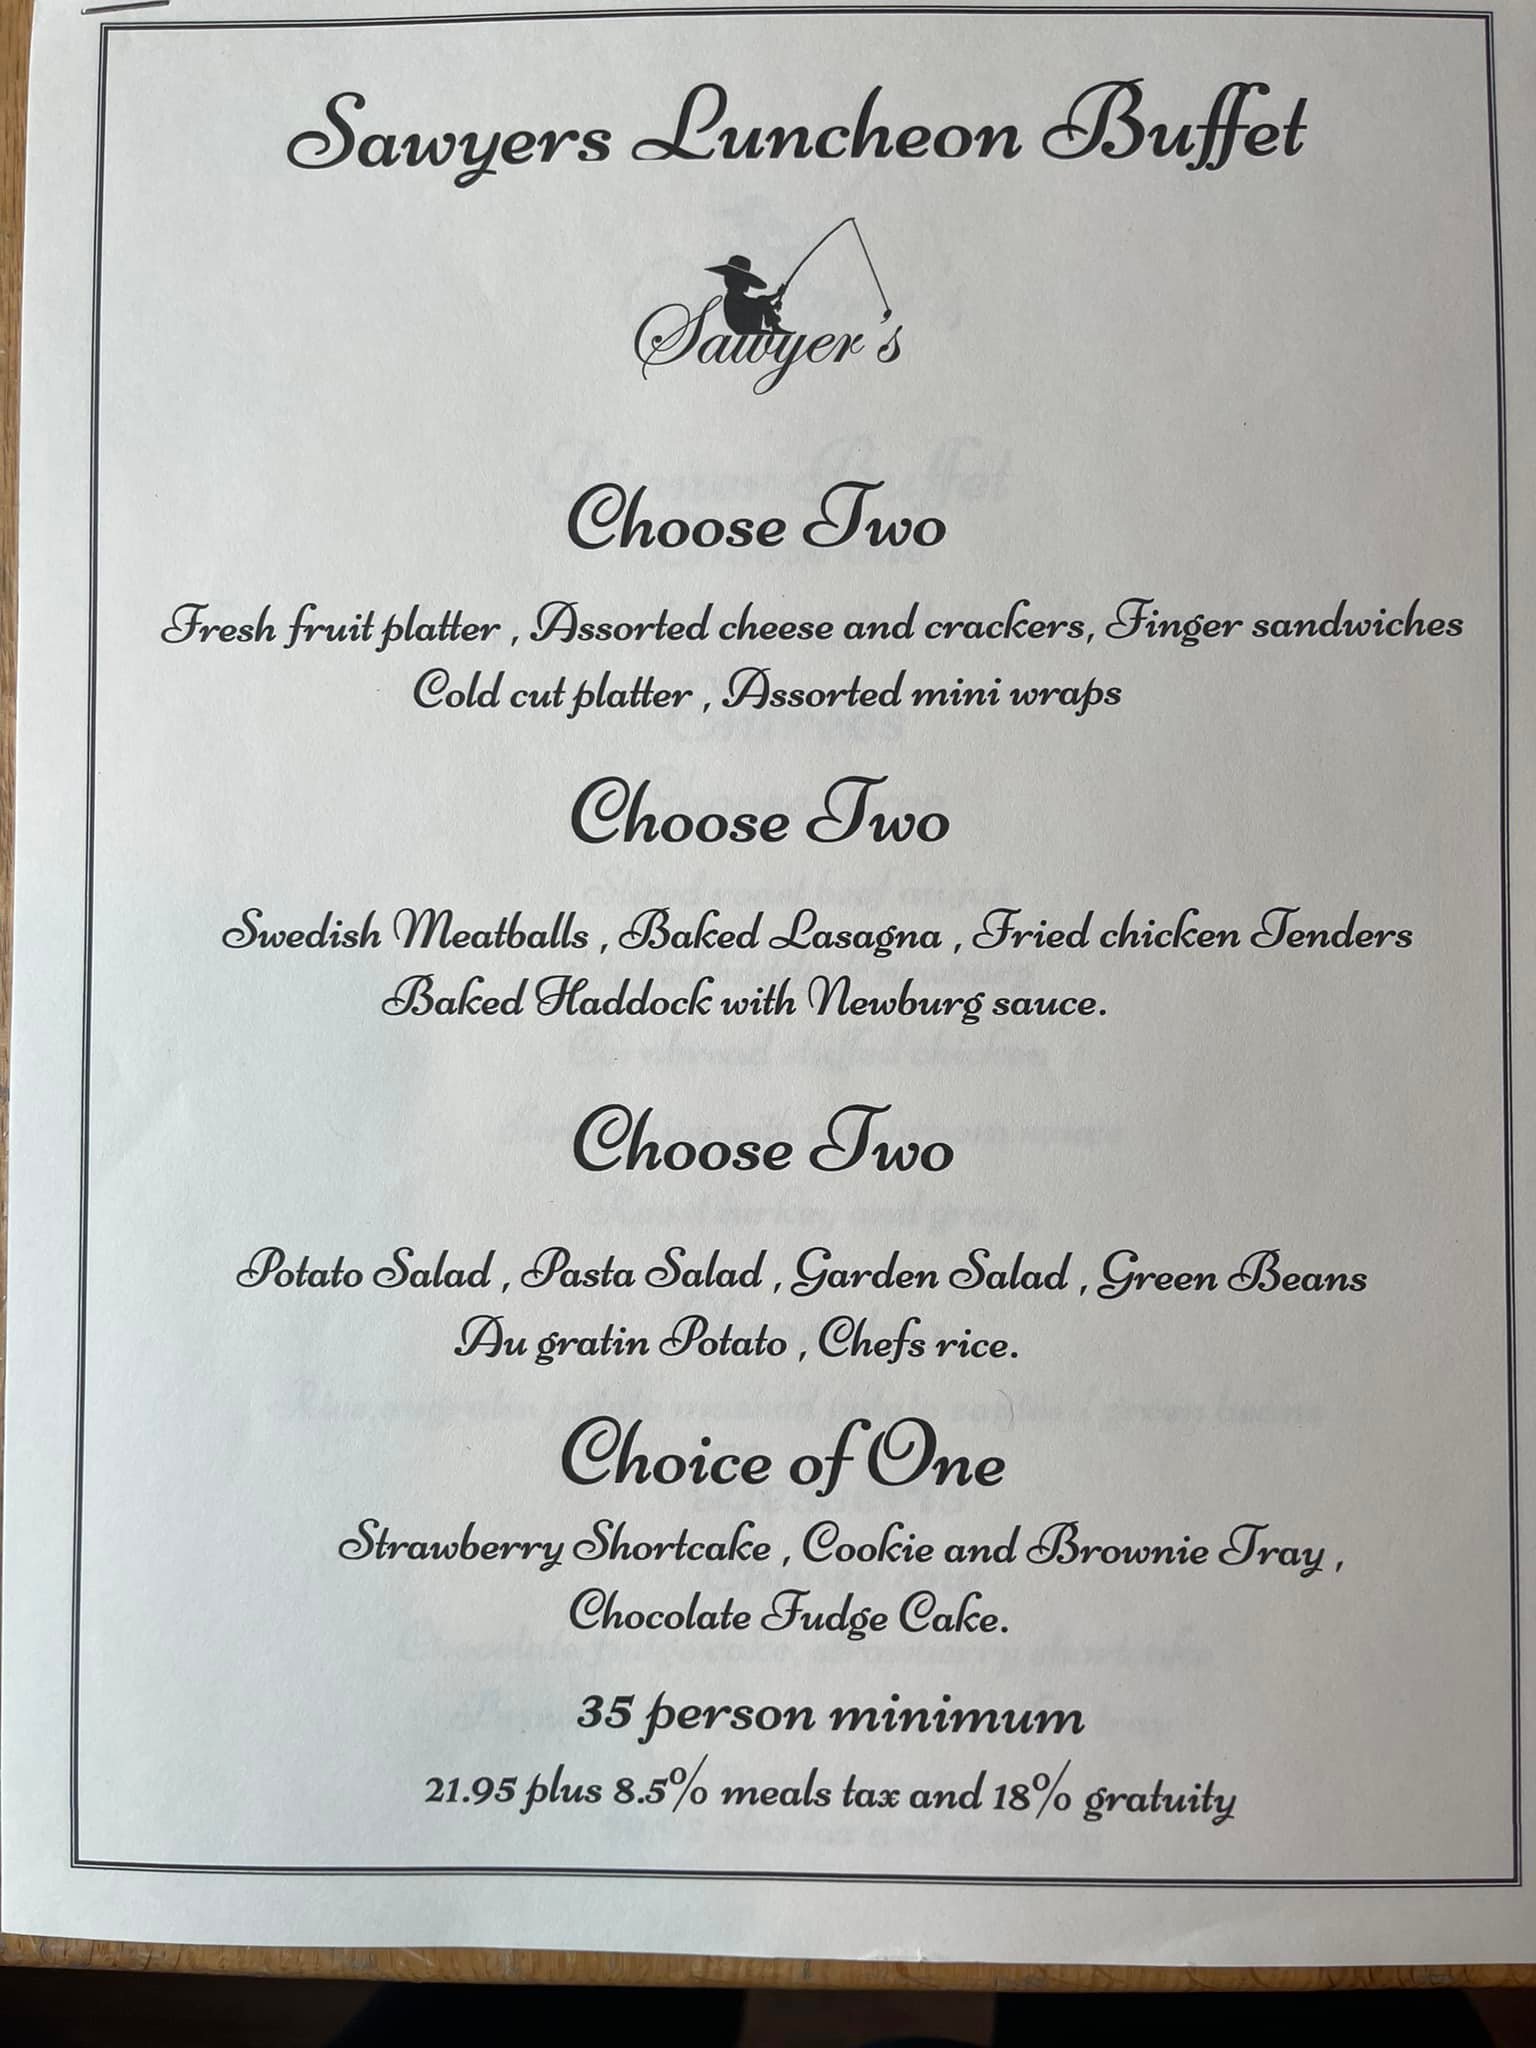 Sawyers Luncheon Buffet
Sawyer's
Choose Two
Fresh fruit platter , Assorted cheese and crackers, Finger sandwiches
Cold cut platter , Assorted mini wraps
Choose Two
Swedish Meatballs , Baked Lasagna , Fried chicken Tenders
Baked Haddock with Newburg sauce.
Choose Two
Potato Salad , Pasta Salad , Garden Salad , Green Beans
Au gratin Potato , Chefs rice.
Choice of One
Strawberry Shortcake , Cookie and Brownie Tray ,
Chocolate Fudge Cake.
35 person minimum
21.95 plus 8.5% meals tax and 18% gratuity